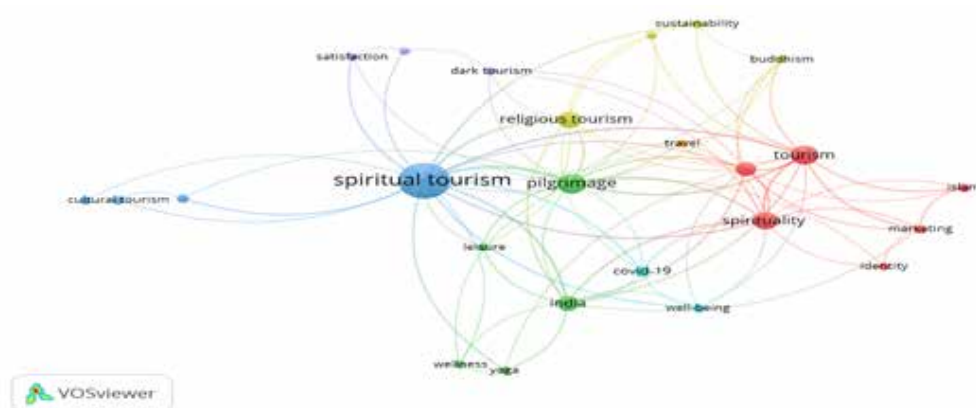 sustainability
satisfaction
buddhism
dark tourism
religious tourism
travel
tourism
spiritual tourism
pilgrimage
islam
cultural tourism
spirituality
marketing
leisure
identity
covid-19
india
well-being
wellness
yoga
VOSviewer